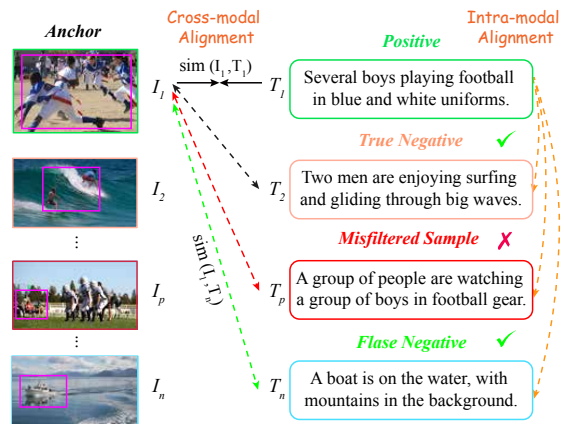 Anchor
Cross-modal
Alignment
Intra-modal
Alignment
Positive
I1
sim (I1,T1)
T1
Several boys playing football
in blue and white uniforms.
True Negative ✓
I2
T2
Two men are enjoying surfing
and gliding through big waves.
⋮
Misfiltered Sample ✗
Ip
Tp
A group of people are watching
a group of boys in football gear.
sim (I1,Tn)
⋮
Flase Negative ✓
In
Tn
A boat is on the water, with
mountains in the background.